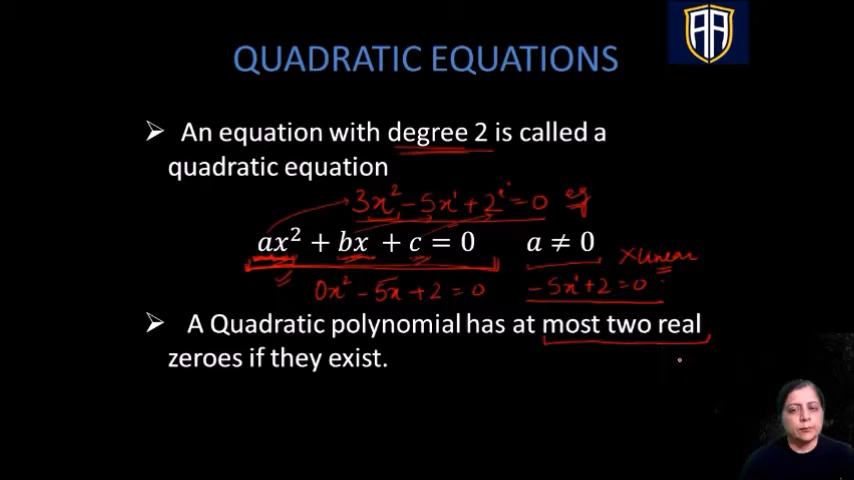 AA
QUADRATIC EQUATIONS
➤ An equation with degree 2 is called a
quadratic equation
3x² - 5x¹ + 2x° = 0 eg
ax² + bx + c = 0 a ≠ 0
× Linear
0x² - 5x + 2 = 0 -5x¹ + 2 = 0
➤ A Quadratic polynomial has at most two real
zeroes if they exist.